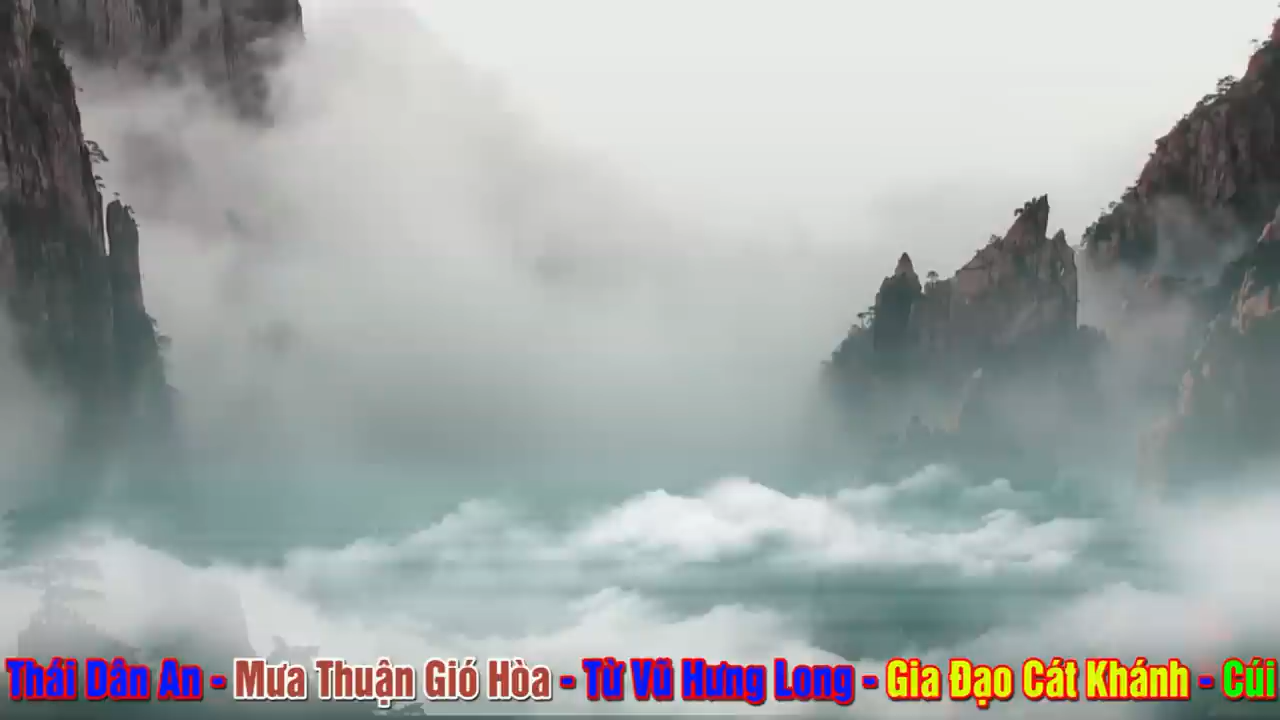 Thái Dân An - Mưa Thuận Gió Hòa - Từ Vũ Hưng Long - Gia Đạo Cát Khánh - Cúi